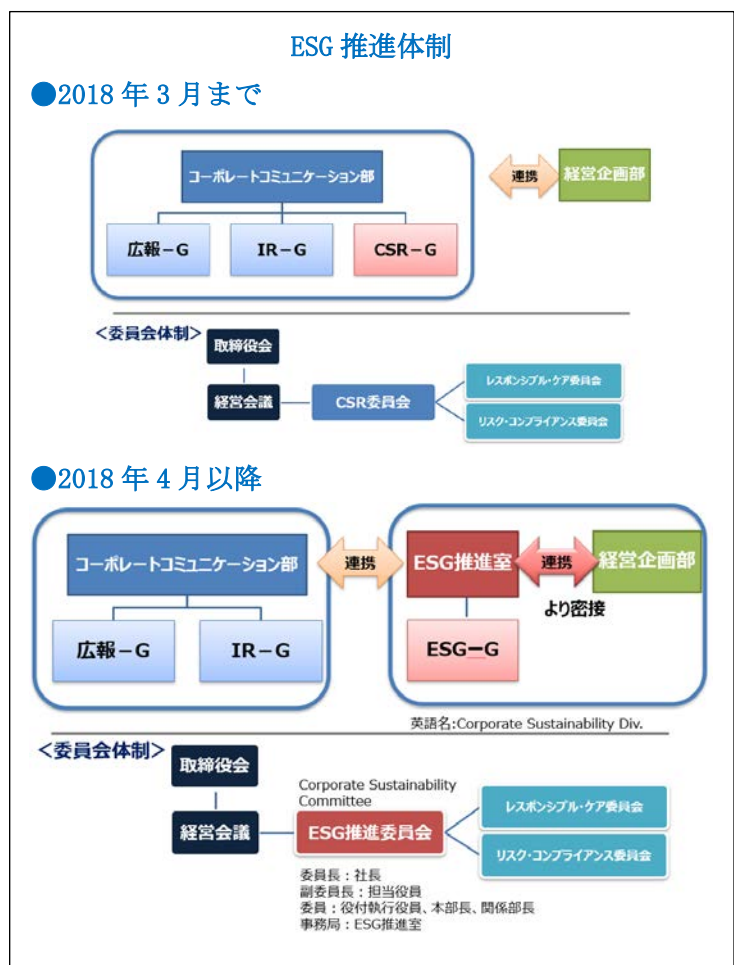 ESG 推進体制
●2018 年 3 月まで
コーポレートコミュニケーション部
連携
経営企画部
広報－G
IR－G
CSR－G
＜委員会体制＞
取締役会
経営会議
CSR委員会
レスポンシブル・ケア委員会
リスク・コンプライアンス委員会
●2018 年 4 月以降
コーポレートコミュニケーション部
連携
ESG推進室
連携
経営企画部
より密接
広報－G
IR－G
ESG－G
英語名:Corporate Sustainability Div.
＜委員会体制＞
取締役会
経営会議
Corporate Sustainability
Committee
ESG推進委員会
レスポンシブル・ケア委員会
リスク・コンプライアンス委員会
委員長：社長
副委員長：担当役員
委員：役付執行役員、本部長、関係部長
事務局：ESG推進室